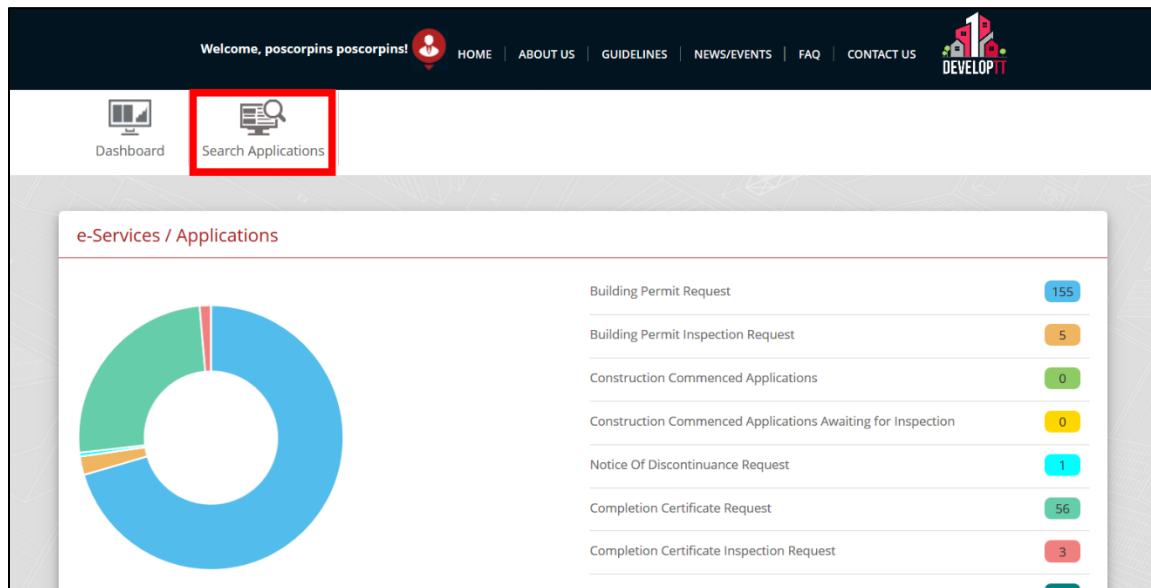 Welcome, poscorpins poscorpins! HOME ABOUT US GUIDELINES NEWS/EVENTS FAQ CONTACT US
DEVELOPTT
Dashboard
Search Applications
e-Services / Applications
Building Permit Request 155
Building Permit Inspection Request 5
Construction Commenced Applications 0
Construction Commenced Applications Awaiting for Inspection 0
Notice Of Discontinuance Request 1
Completion Certificate Request 56
Completion Certificate Inspection Request 3